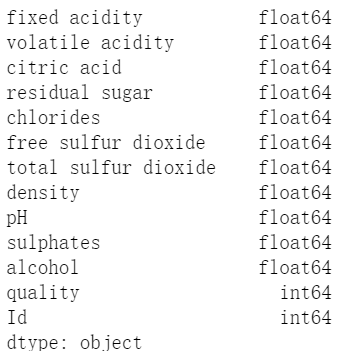 fixed acidity           float64
volatile acidity        float64
citric acid             float64
residual sugar          float64
chlorides               float64
free sulfur dioxide     float64
total sulfur dioxide    float64
density                 float64
pH                      float64
sulphates               float64
alcohol                 float64
quality                   int64
Id                        int64
dtype: object